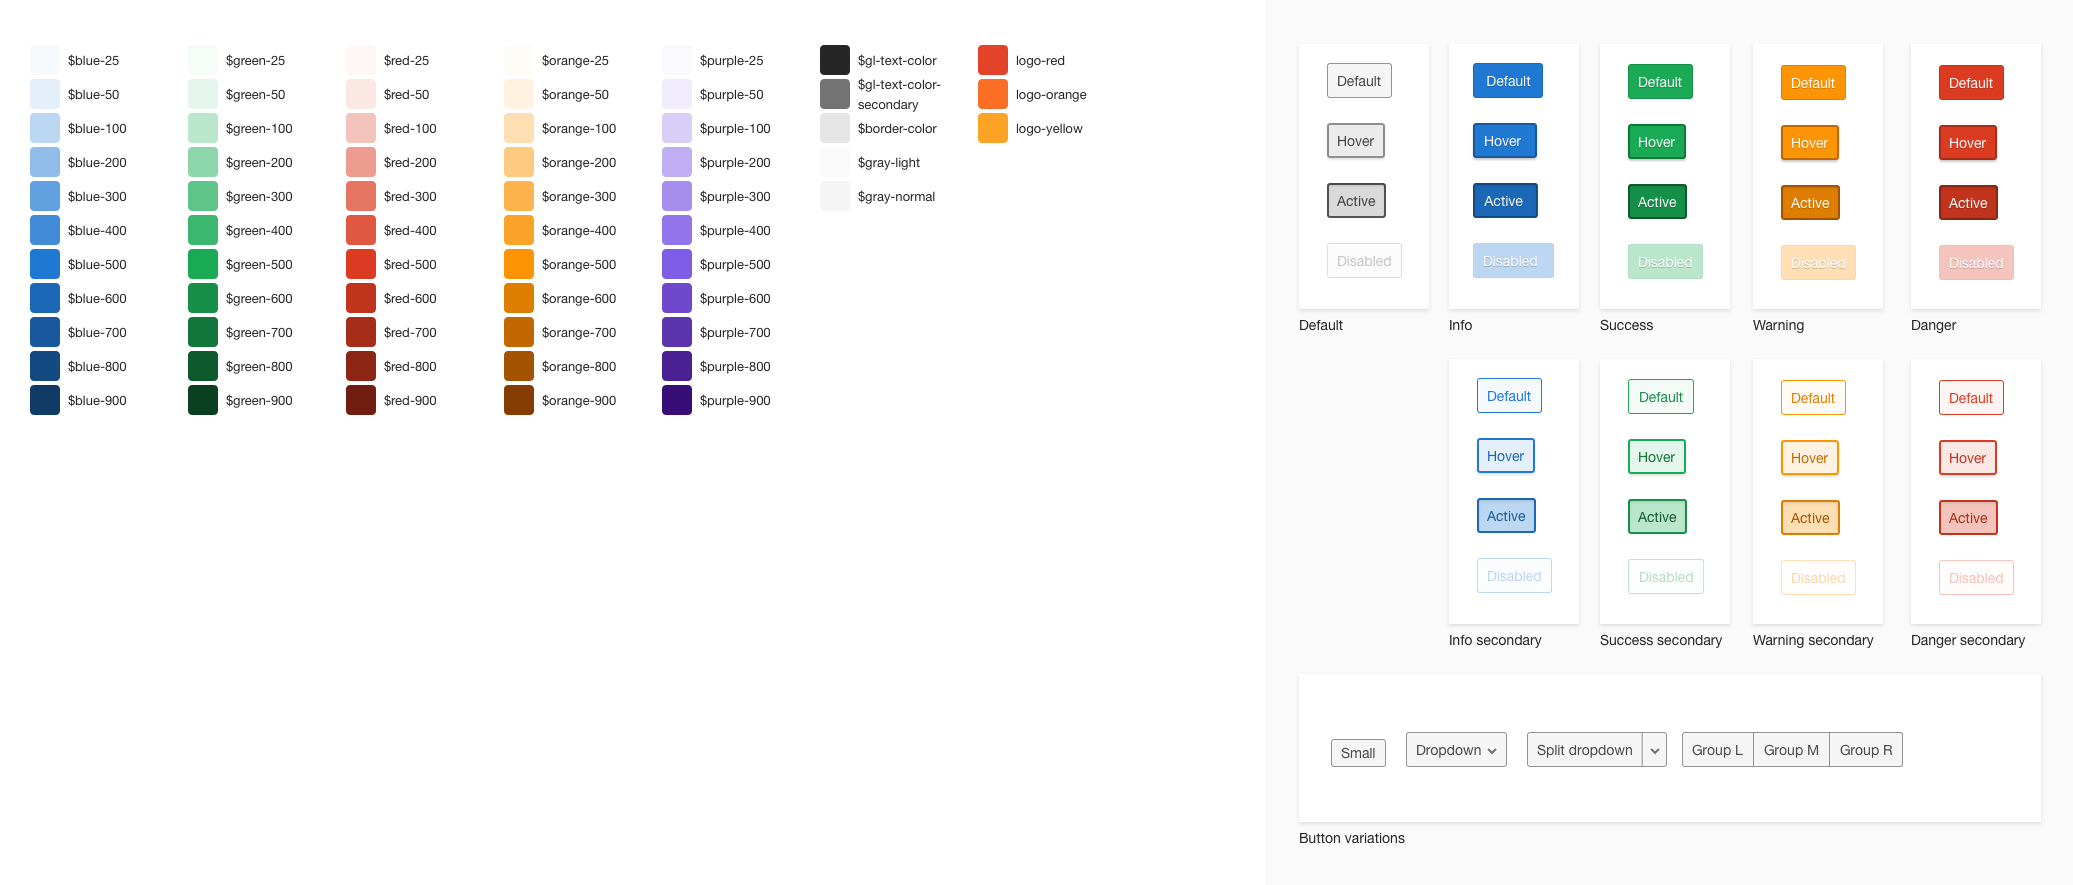 $blue-25
$blue-50
$blue-100
$blue-200
$blue-300
$blue-400
$blue-500
$blue-600
$blue-700
$blue-800
$blue-900
$green-25
$green-50
$green-100
$green-200
$green-300
$green-400
$green-500
$green-600
$green-700
$green-800
$green-900
$red-25
$red-50
$red-100
$red-200
$red-300
$red-400
$red-500
$red-600
$red-700
$red-800
$red-900
$orange-25
$orange-50
$orange-100
$orange-200
$orange-300
$orange-400
$orange-500
$orange-600
$orange-700
$orange-800
$orange-900
$purple-25
$purple-50
$purple-100
$purple-200
$purple-300
$purple-400
$purple-500
$purple-600
$purple-700
$purple-800
$purple-900
$gl-text-color
$gl-text-color-
secondary
$border-color
$gray-light
$gray-normal
logo-red
logo-orange
logo-yellow
Default
Hover
Active
Disabled
Default
Default
Hover
Active
Disabled
Info
Default
Hover
Active
Disabled
Success
Default
Hover
Active
Disabled
Warning
Default
Hover
Active
Disabled
Danger
Default
Hover
Active
Disabled
Info secondary
Default
Hover
Active
Disabled
Success secondary
Default
Hover
Active
Disabled
Warning secondary
Default
Hover
Active
Disabled
Danger secondary
Small
Dropdown
Split dropdown
Group L
Group M
Group R
Button variations